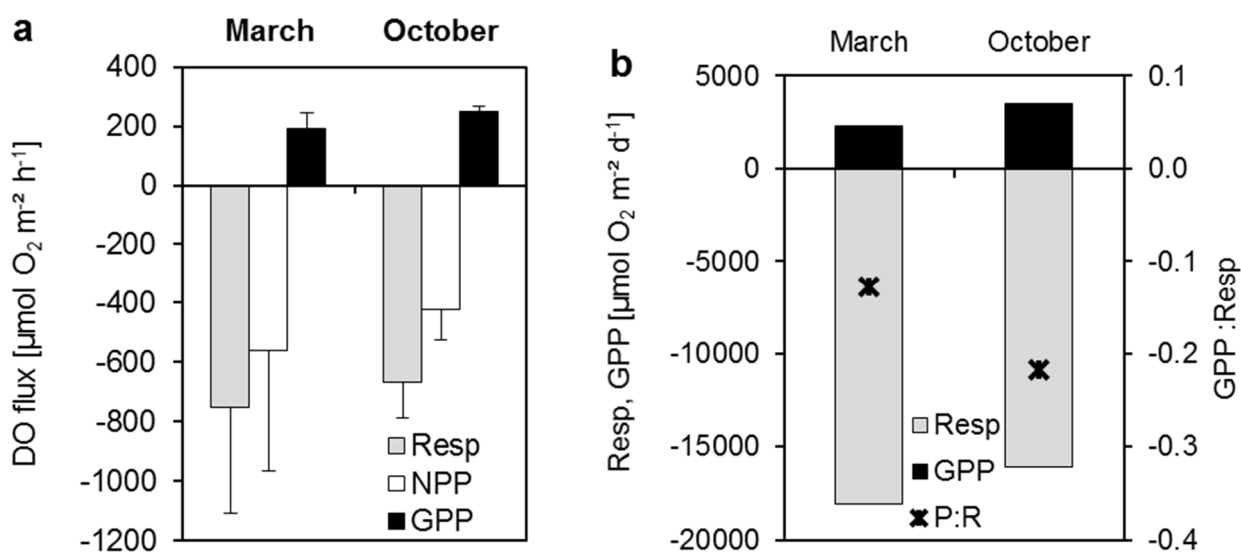 a
March October
400
200
0
-200
-400
-600
-800
-1000
-1200
DO flux [µmol O₂ m⁻² h⁻¹]
Resp
NPP
GPP
b
March October
5000
0
-5000
-10000
-15000
-20000
Resp, GPP [µmol O₂ m⁻² d⁻¹]
0.1
0.0
-0.1
-0.2
-0.3
-0.4
GPP :Resp
Resp
GPP
P:R